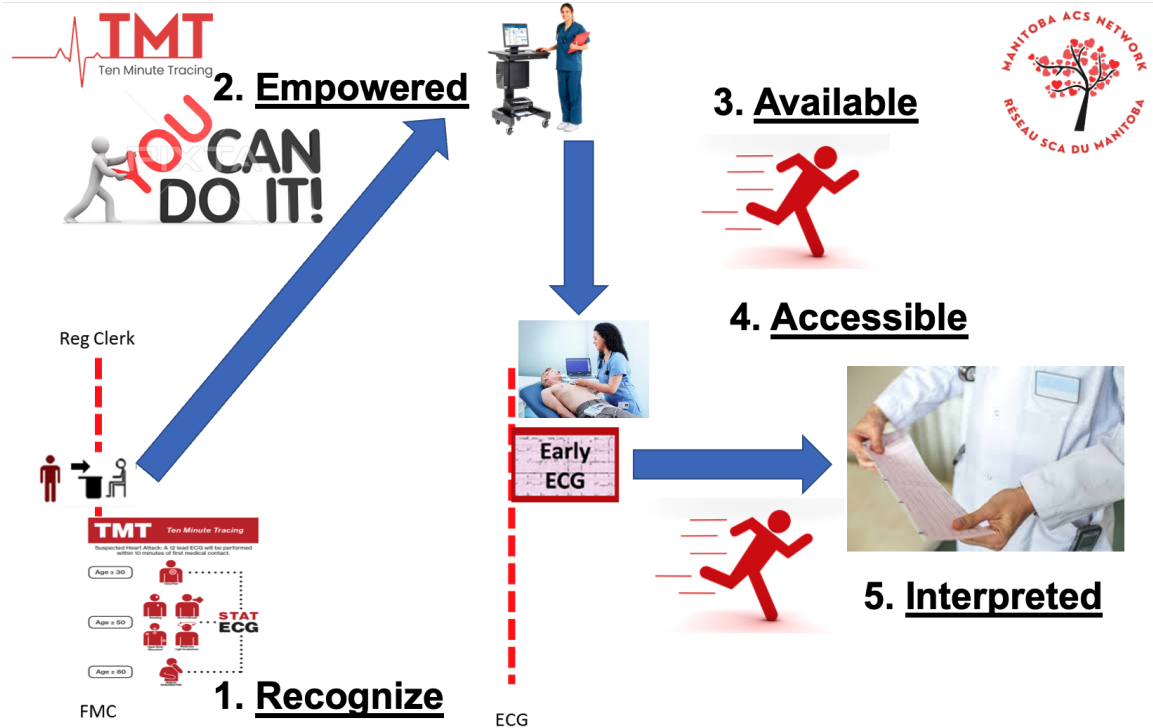 TMT
Ten Minute Tracing
2. Empowered
YOU
CAN
DO IT!
3. Available
MANITOBA ACS NETWORK
RÉSEAU SCA DU MANITOBA
4. Accessible
Reg Clerk
Early
ECG
TMT Ten Minute Tracing
Suspected Heart Attack: A 12 lead ECG will be performed
within 10 minutes of first medical contact.
Age ≥ 30
Age ≥ 50
STAT
ECG
Age ≥ 80
5. Interpreted
1. Recognize
FMC
ECG